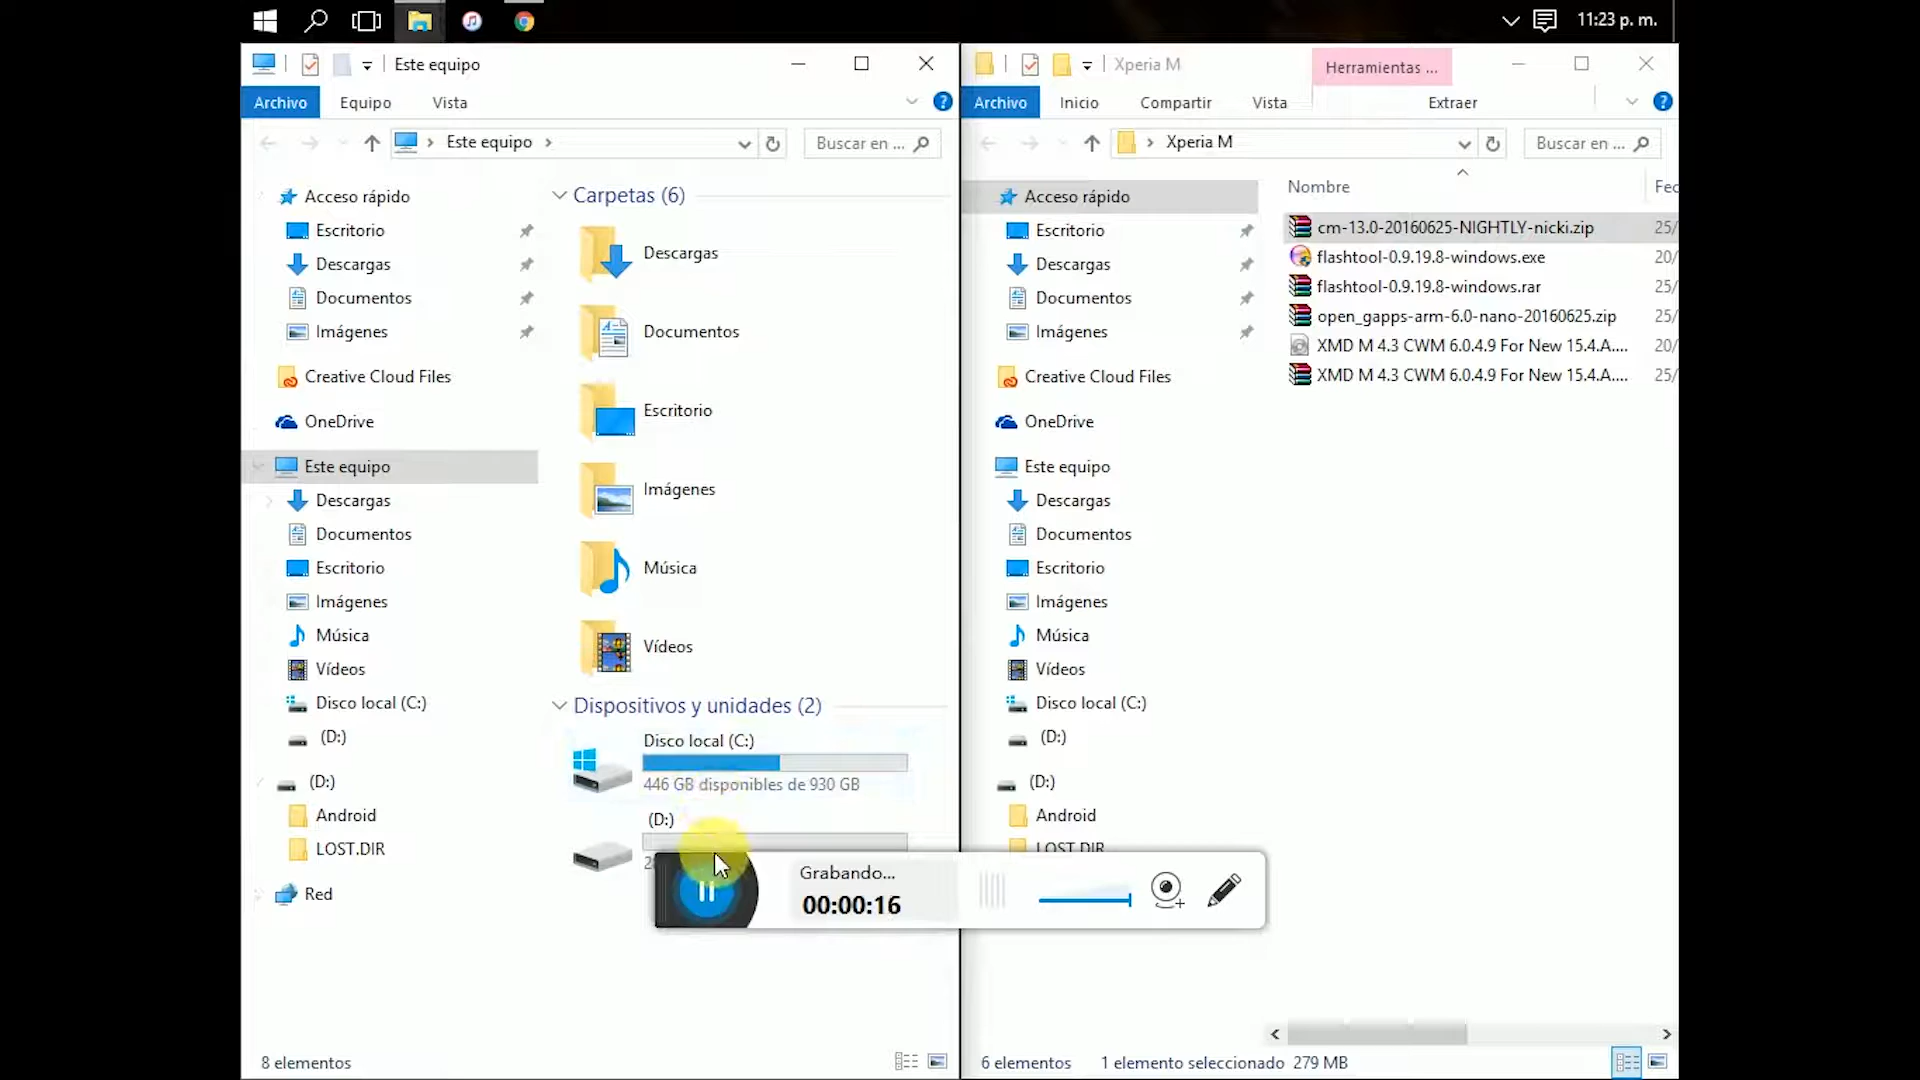 11:23 p. m.
Este equipo
Archivo Equipo Vista
Este equipo
Buscar en ...
Acceso rápido
Escritorio
Descargas
Documentos
Imágenes
Creative Cloud Files
OneDrive
Este equipo
Descargas
Documentos
Escritorio
Imágenes
Música
Vídeos
Disco local (C:)
(D:)
(D:)
Android
LOST.DIR
Red
Carpetas (6)
Descargas
Documentos
Escritorio
Imágenes
Música
Vídeos
Dispositivos y unidades (2)
Disco local (C:)
446 GB disponibles de 930 GB
(D:)
8 elementos
Xperia M
Herramientas ...
Archivo Inicio Compartir Vista Extraer
Xperia M
Buscar en ...
Acceso rápido
Escritorio
Descargas
Documentos
Imágenes
Creative Cloud Files
OneDrive
Este equipo
Descargas
Documentos
Escritorio
Imágenes
Música
Vídeos
Disco local (C:)
(D:)
(D:)
Android
LOST.DIR
Nombre
cm-13.0-20160625-NIGHTLY-nicki.zip 25/
flashtool-0.9.19.8-windows.exe 20/
flashtool-0.9.19.8-windows.rar 25/
open_gapps-arm-6.0-nano-20160625.zip 25/
XMD M 4.3 CWM 6.0.4.9 For New 15.4.A.... 20/
XMD M 4.3 CWM 6.0.4.9 For New 15.4.A.... 25/
6 elementos 1 elemento seleccionado 279 MB
Grabando...
00:00:16